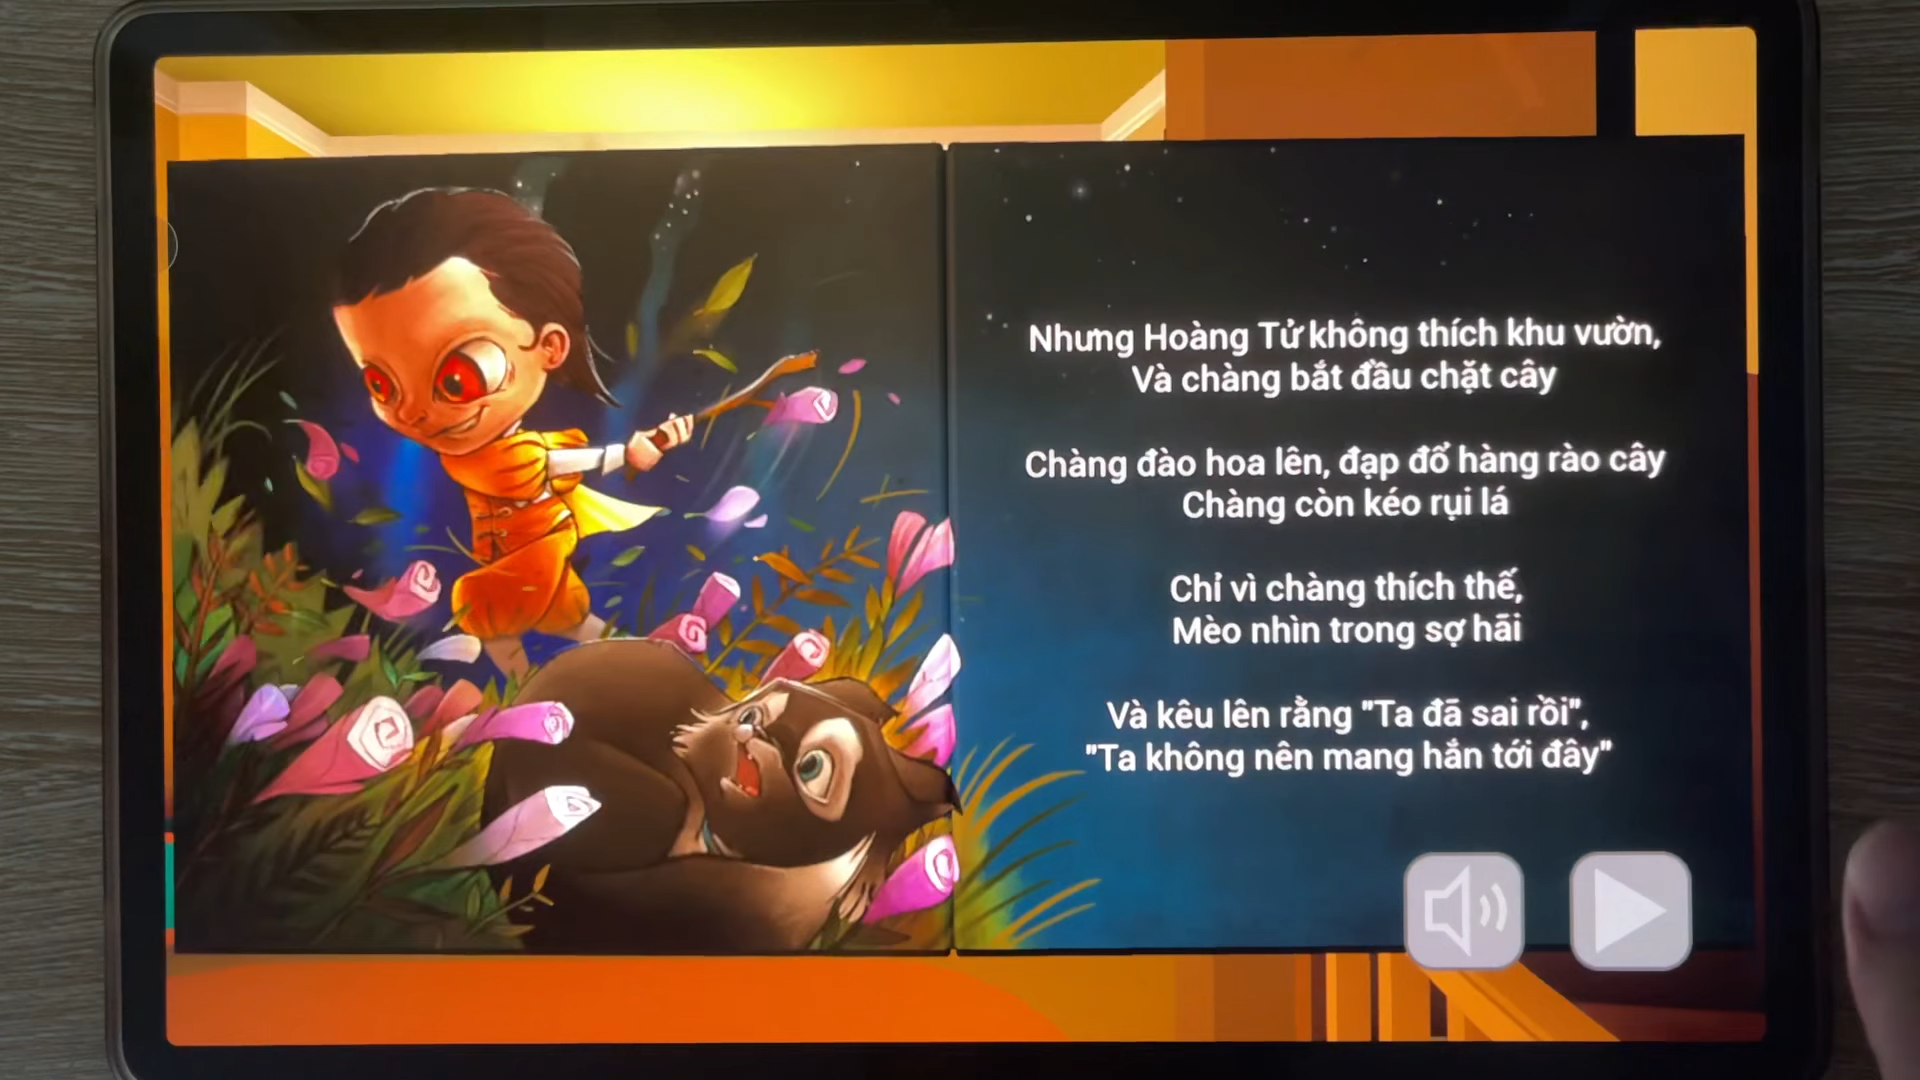 Nhưng Hoàng Tử không thích khu vườn,
Và chàng bắt đầu chặt cây
Chàng đào hoa lên, đạp đổ hàng rào cây
Chàng còn kéo rụi lá
Chỉ vì chàng thích thế,
Mèo nhìn trong sợ hãi
Và kêu lên rằng "Ta đã sai rồi",
"Ta không nên mang hắn tới đây"